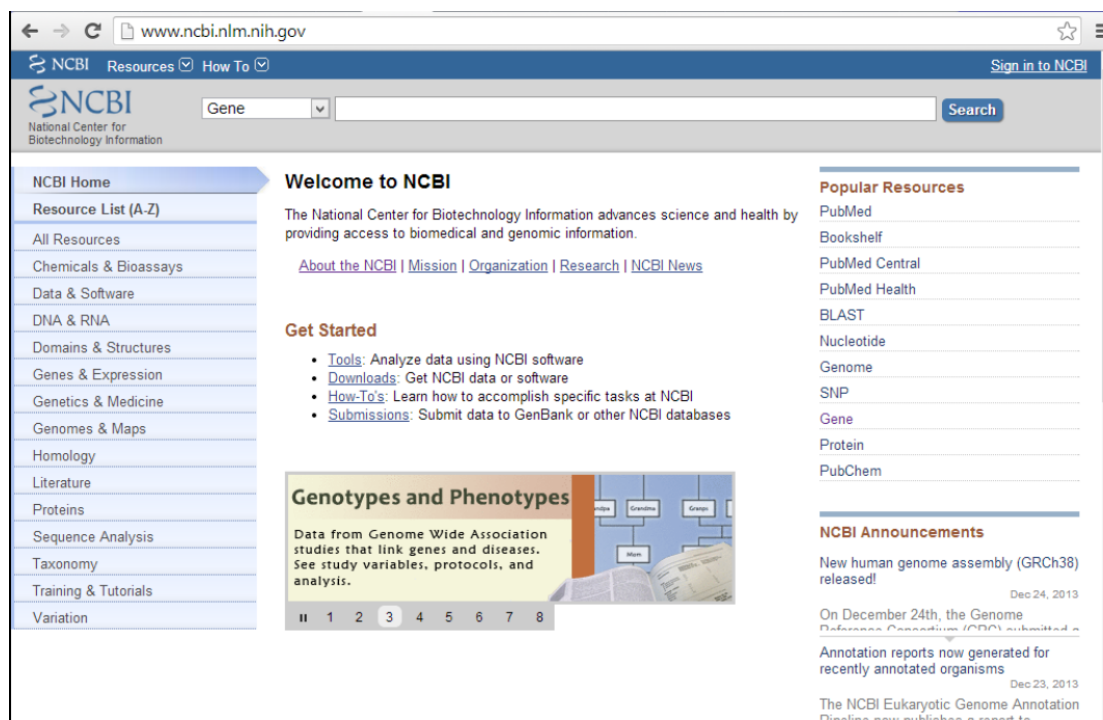 www.ncbi.nlm.nih.gov
NCBI Resources How To Sign in to NCBI
NCBI
National Center for
Biotechnology Information
Gene Search
NCBI Home
Resource List (A-Z)
All Resources
Chemicals & Bioassays
Data & Software
DNA & RNA
Domains & Structures
Genes & Expression
Genetics & Medicine
Genomes & Maps
Homology
Literature
Proteins
Sequence Analysis
Taxonomy
Training & Tutorials
Variation
Welcome to NCBI
The National Center for Biotechnology Information advances science and health by
providing access to biomedical and genomic information.
About the NCBI | Mission | Organization | Research | NCBI News
Get Started
• Tools: Analyze data using NCBI software
• Downloads: Get NCBI data or software
• How-To's: Learn how to accomplish specific tasks at NCBI
• Submissions: Submit data to GenBank or other NCBI databases
Genotypes and Phenotypes
Data from Genome Wide Association
studies that link genes and diseases.
See study variables, protocols, and
analysis.
Grandma
Mom
1 2 3 4 5 6 7 8
Popular Resources
PubMed
Bookshelf
PubMed Central
PubMed Health
BLAST
Nucleotide
Genome
SNP
Gene
Protein
PubChem
NCBI Announcements
New human genome assembly (GRCh38)
released!
Dec 24, 2013
On December 24th, the Genome
Reference Consortium (GRC) submitted a
Annotation reports now generated for
recently annotated organisms
Dec 23, 2013
The NCBI Eukaryotic Genome Annotation
Pipeline now publishes a report to